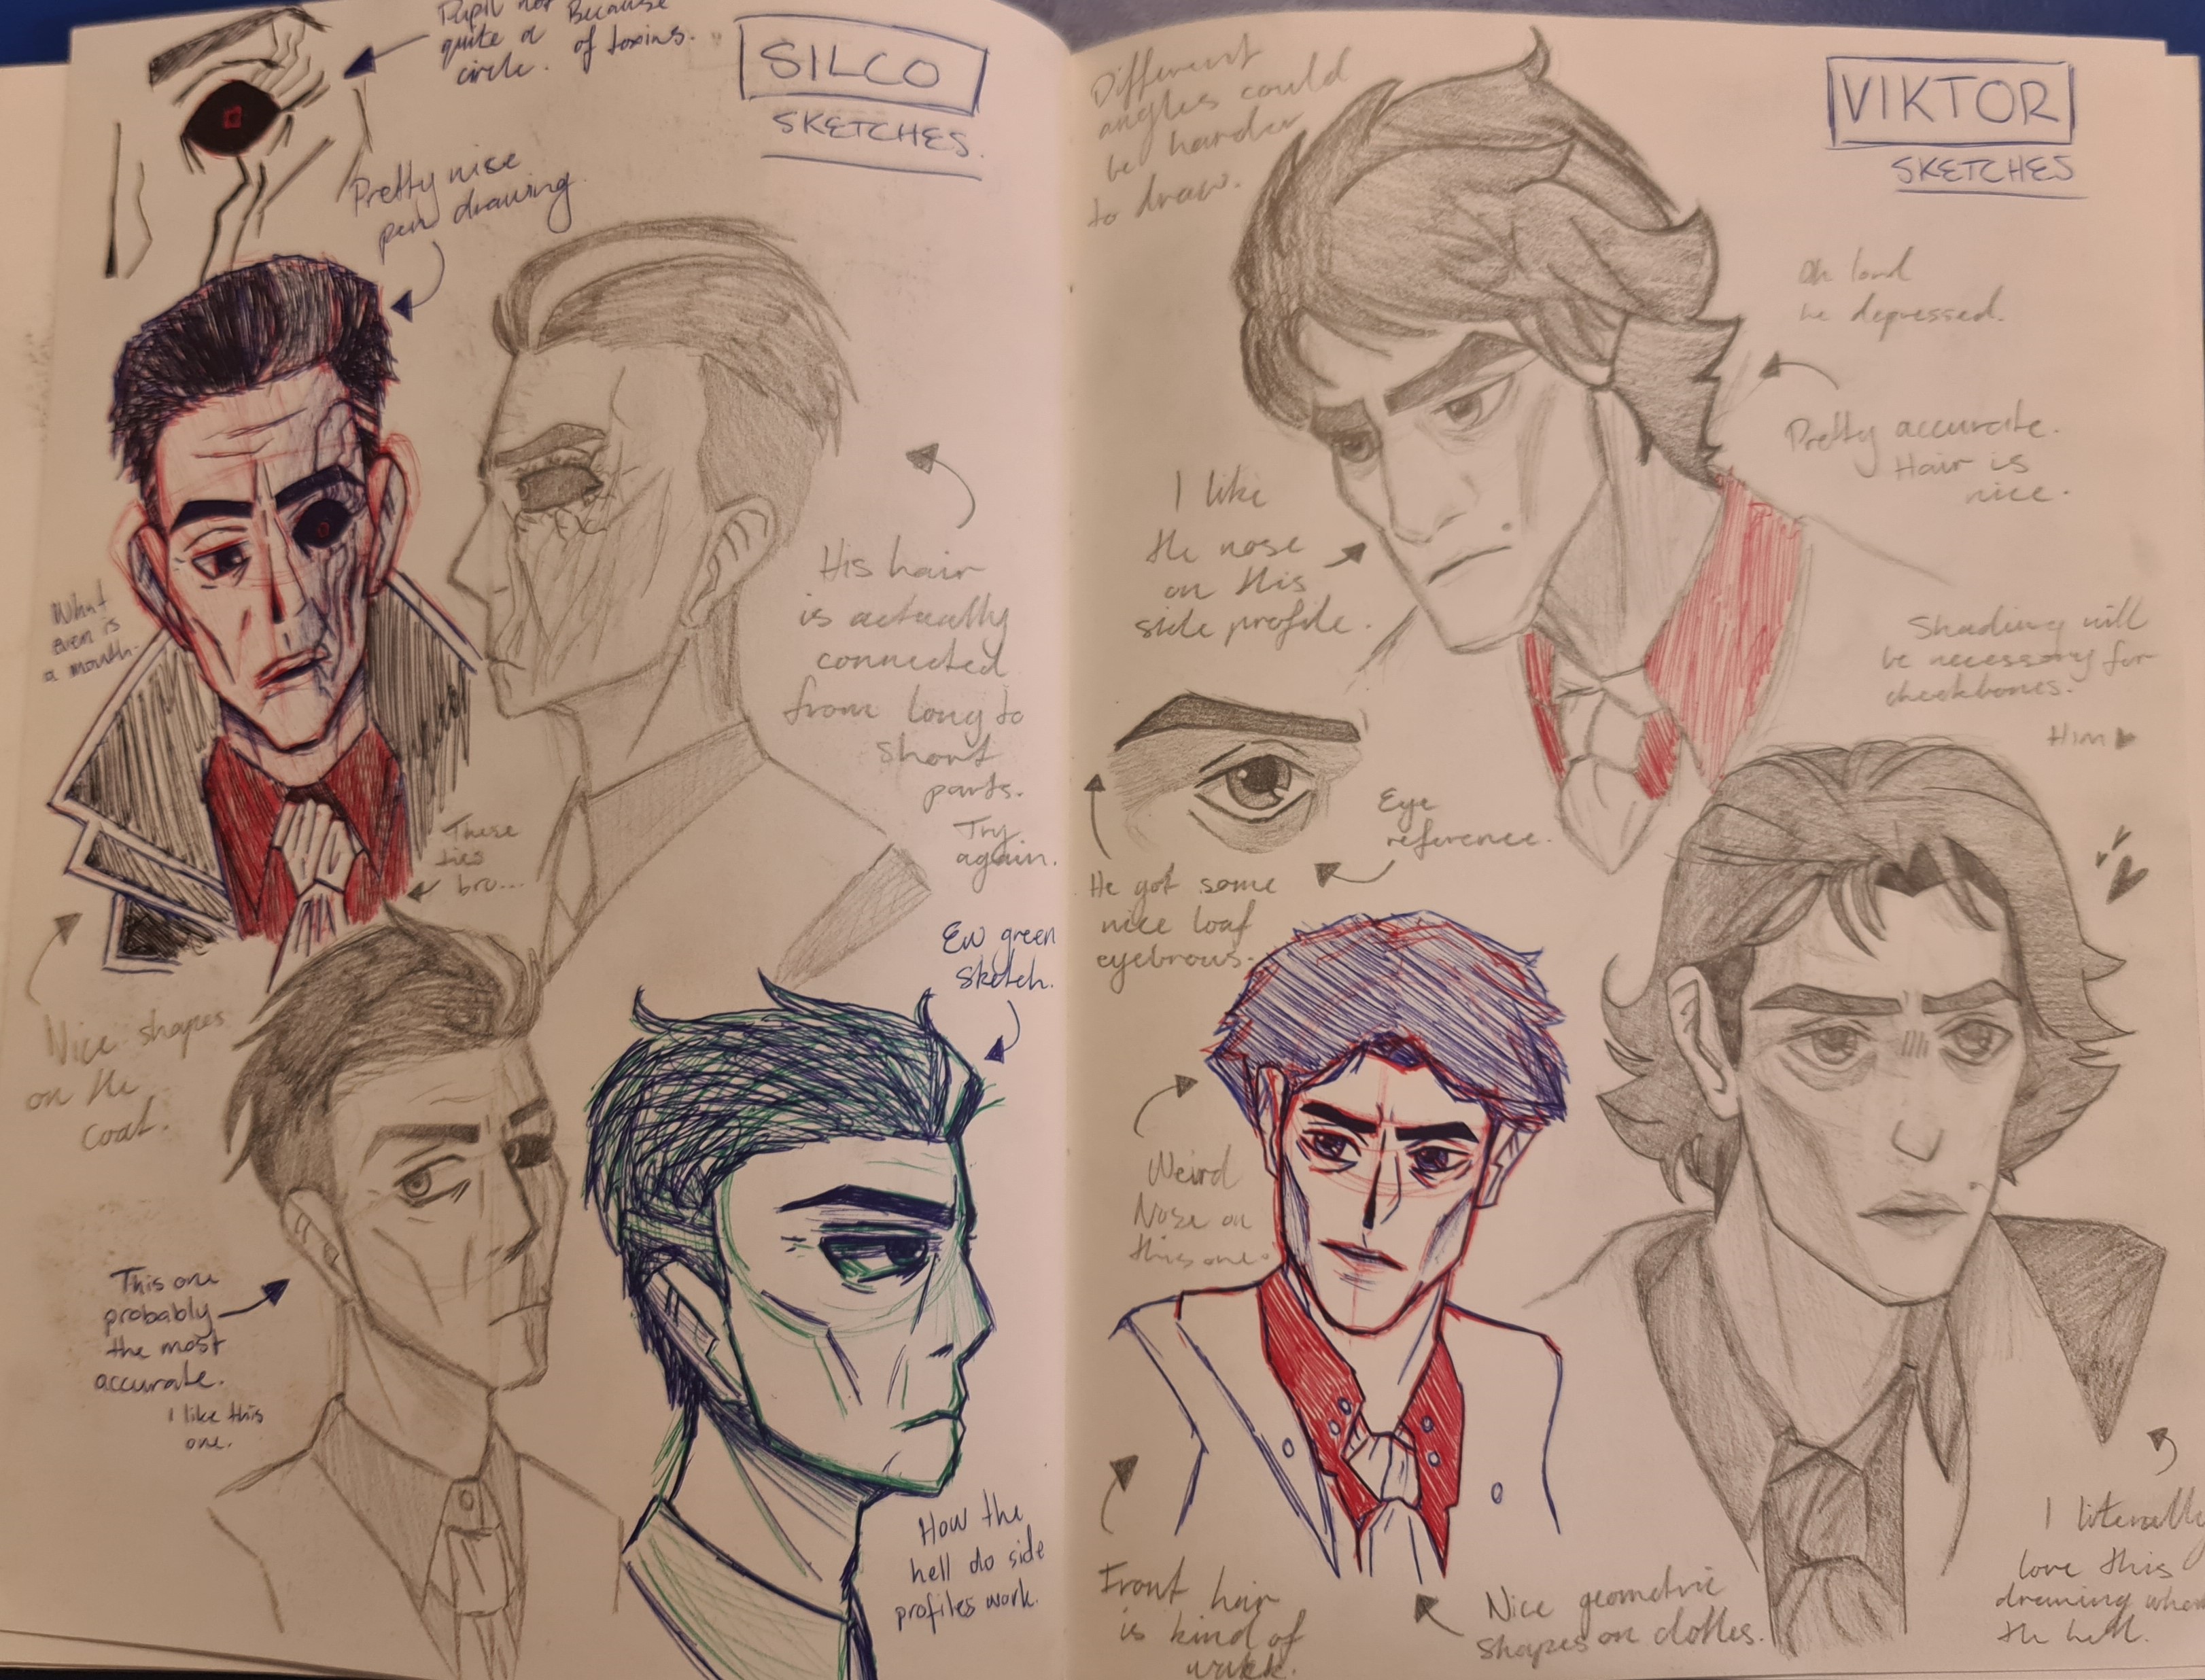 Pupil not
quite a
circle.
Because
of toxins.
SILCO
SKETCHES.
Pretty nise
pen drawing.
What
even is
a mouth.
His hair
is actually
connected
from long to
short
parts.
Try
again.
These
ties
bro...
Nice shapes
on the
coat.
Ew green
sketch.
This one
probably
the most
accurate.
I like this
one.
How the
hell do side
profiles work.
Different
angles could
be harder
to draw.
VIKTOR
SKETCHES
Oh lord
he depressed.
Pretty accurate.
Hair is
nice.
I like
the nose
on this
side profile.
Shading will
be necessary for
cheekbones.
Him
Eye
reference.
He got some
nice loaf
eyebrows.
Weird
Nose on
this one.
Front hair
is kind of
Nice geometric
shapes on clothes.
I literally
love this
drawing what
the hell.